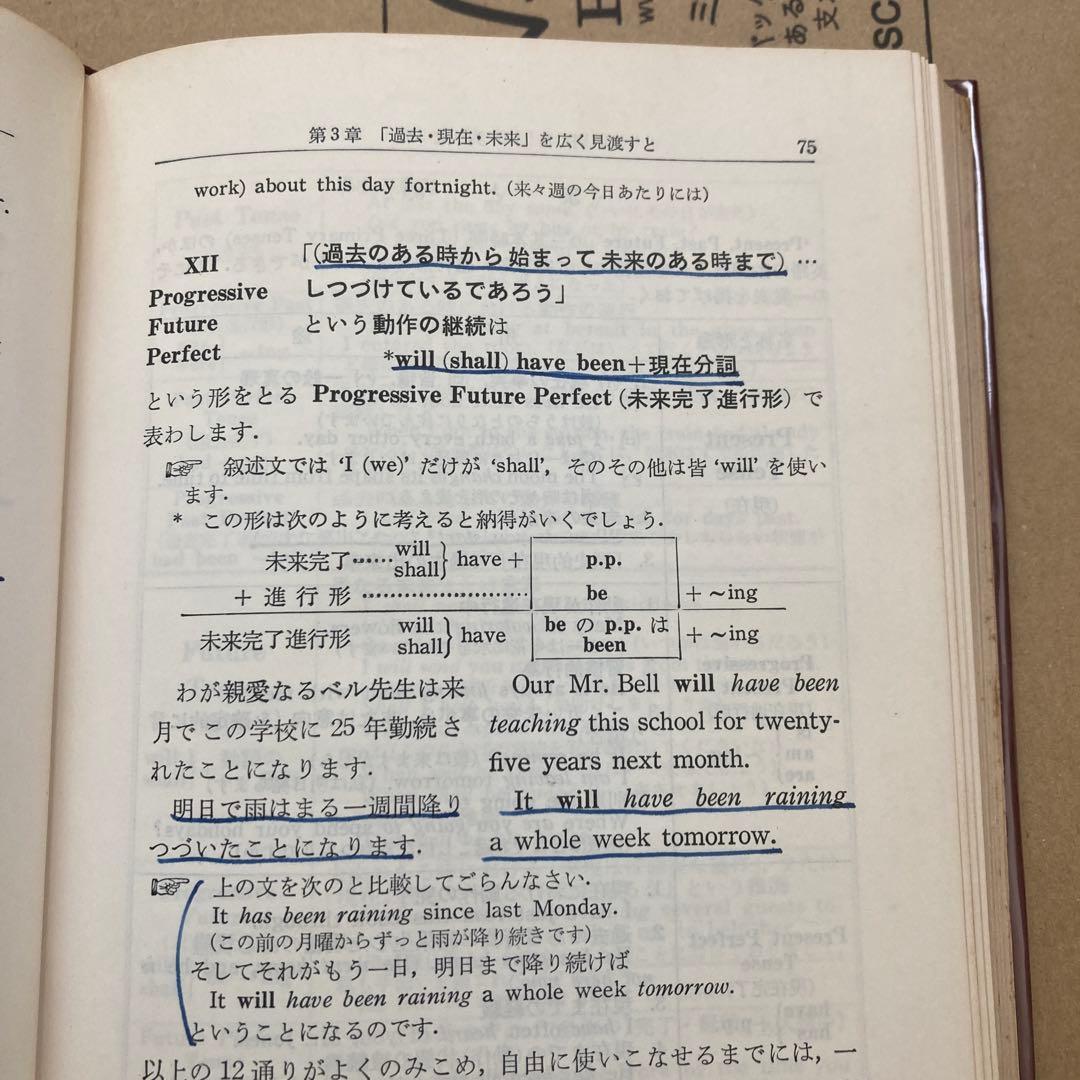 第3章 「過去・現在・未来」を広く見渡すと 75
work) about this day fortnight. (来々週の今日あたりには)
XII 「(過去のある時から始まって未来のある時まで)…
Progressive しつづけているであろう」
Future という動作の継続は
Perfect *will (shall) have been+現在分詞
という形をとる Progressive Future Perfect (未来完了進行形) で
表わします.
☞ 叙述文では 'I (we)' だけが 'shall', そのその他は皆 'will' を使い
ます.
* この形は次のように考えると納得がいくでしょう.
未来完了……will shall} have + p.p.
+ 進行形 ……………………… be + ~ing
未来完了進行形 will shall} have be の p.p. は been + ~ing
わが親愛なるベル先生は来
月でこの学校に 25 年勤続さ
れたことになります.
Our Mr. Bell will have been
teaching this school for twenty-
five years next month.
明日で雨はまる一週間降り
つづいたことになります.
It will have been raining
a whole week tomorrow.
☞ 上の文を次のと比較してごらんなさい.
It has been raining since last Monday.
(この前の月曜からずっと雨が降り続きです)
そしてそれがもう一日, 明日まで降り続けば
It will have been raining a whole week tomorrow.
ということになるのです.
以上の 12 通りがよくのみこめ, 自由に使いこなせるまでには, 一